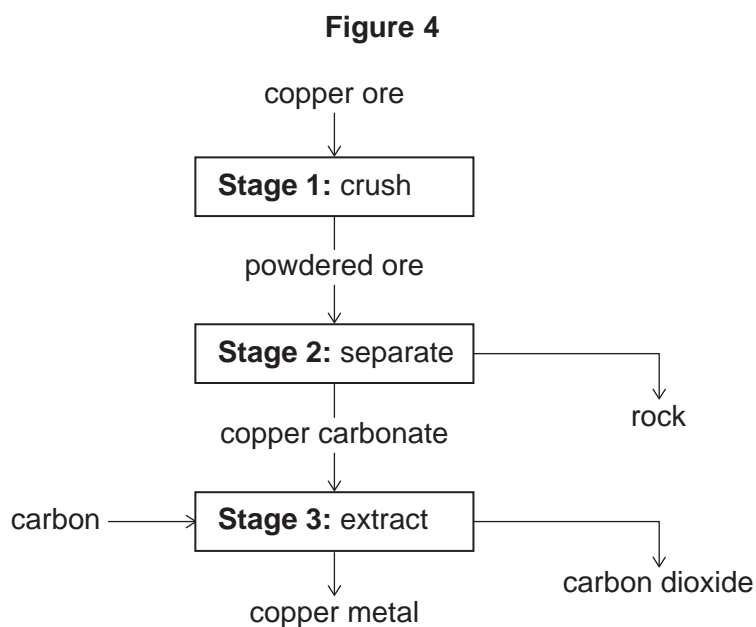 Figure 4
copper ore
Stage 1: crush
powdered ore
Stage 2: separate
rock
copper carbonate
carbon
Stage 3: extract
carbon dioxide
copper metal